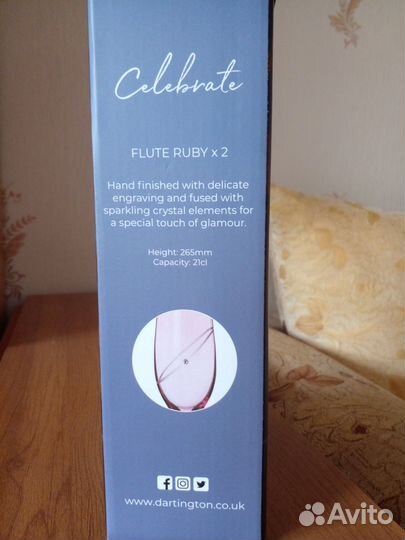 Celebrate
FLUTE RUBY x 2
Hand finished with delicate
engraving and fused with
sparkling crystal elements for
a special touch of glamour.
Height: 265mm
Capacity: 21cl
www.dartington.co.uk
Avito